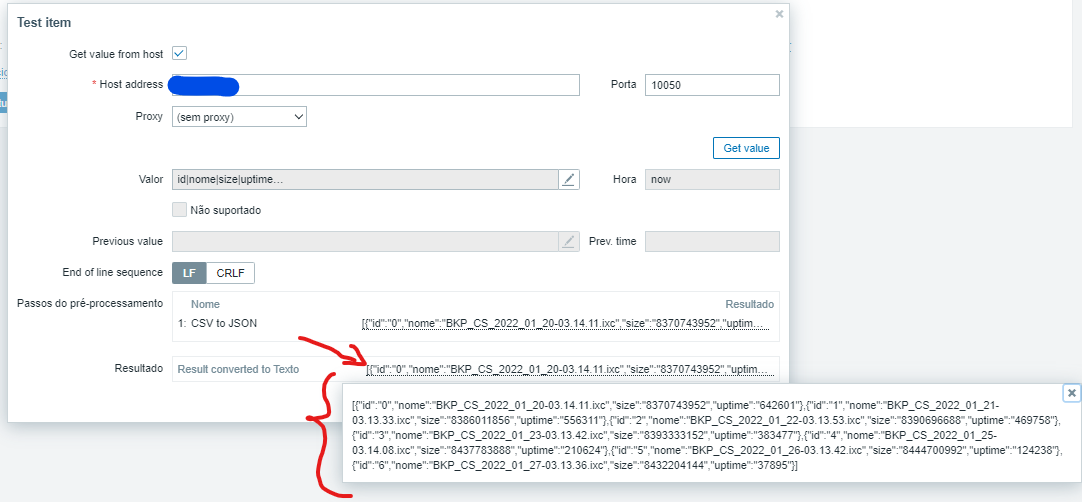 Test item
Get value from host
* Host address
Porta 10050
Proxy (sem proxy)
Get value
Valor id|nome|size|uptime… Hora now
Não suportado
Previous value Prev. time
End of line sequence LF CRLF
Passos do pré-processamento Nome Resultado
1: CSV to JSON [{"id":"0","nome":"BKP_CS_2022_01_20-03.14.11.ixc","size":"8370743952","uptim…
Resultado Result converted to Texto [{"id":"0","nome":"BKP_CS_2022_01_20-03.14.11.ixc","size":"8370743952","uptim…
[{"id":"0","nome":"BKP_CS_2022_01_20-03.14.11.ixc","size":"8370743952","uptime":"642601"},{"id":"1","nome":"BKP_CS_2022_01_21-
03.13.33.ixc","size":"8386011856","uptime":"556311"},{"id":"2","nome":"BKP_CS_2022_01_22-03.13.53.ixc","size":"8390696688","uptime":"469758"},
{"id":"3","nome":"BKP_CS_2022_01_23-03.13.42.ixc","size":"8393333152","uptime":"383477"},{"id":"4","nome":"BKP_CS_2022_01_25-
03.14.08.ixc","size":"8437783888","uptime":"210624"},{"id":"5","nome":"BKP_CS_2022_01_26-03.13.42.ixc","size":"8444700992","uptime":"124238"},
{"id":"6","nome":"BKP_CS_2022_01_27-03.13.36.ixc","size":"8432204144","uptime":"37895"}]